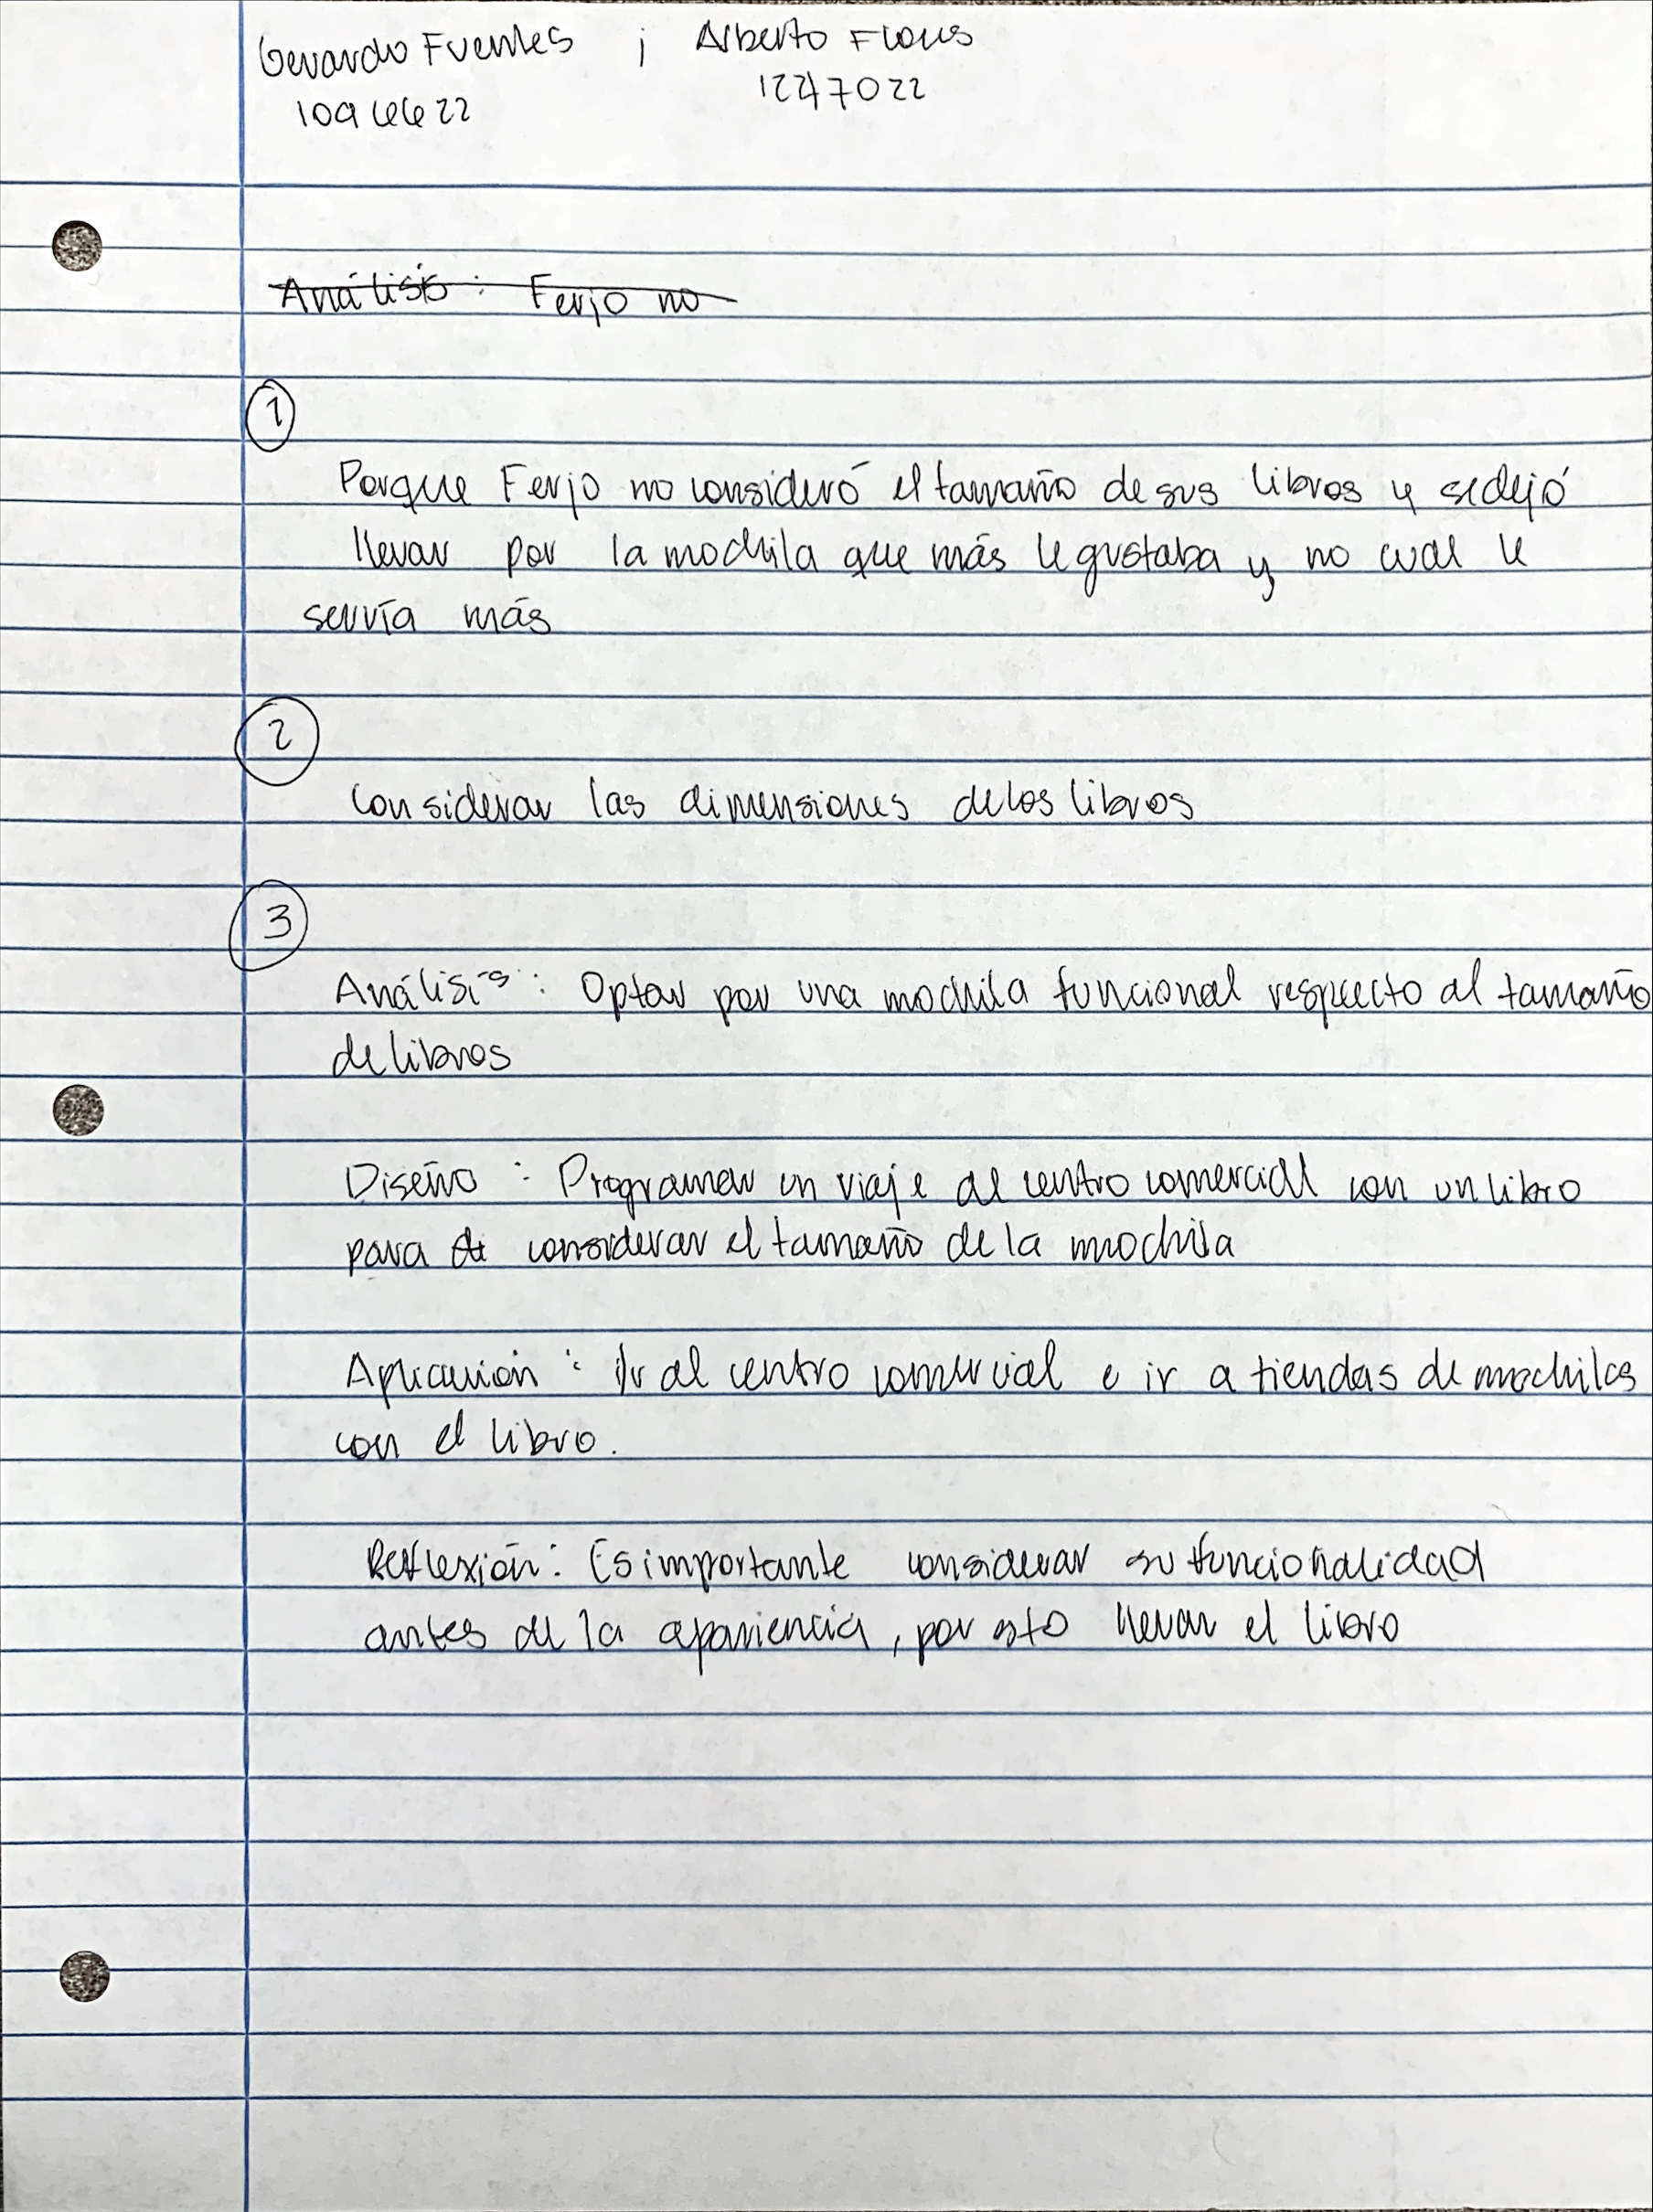 Gerardo Fuentes ; Alberto Flores
1094622 1247022
Análisis : Ferjo no
1
Porque Ferjo no consideró el tamaño de sus libros y se dejó
llevar por la mochila que más le gustaba y no cual le
servía más
2
Considerar las dimensiones de los libros
3
Análisis : Optar por una mochila funcional respecto al tamaño
de libros
Diseño : Programar un viaje al centro comercial con un libro
para considerar el tamaño de la mochila
Aplicación : Ir al centro comercial e ir a tiendas de mochilas
con el libro.
Reflexión : Es importante considerar su funcionalidad
antes de la apariencia, por esto llevar el libro